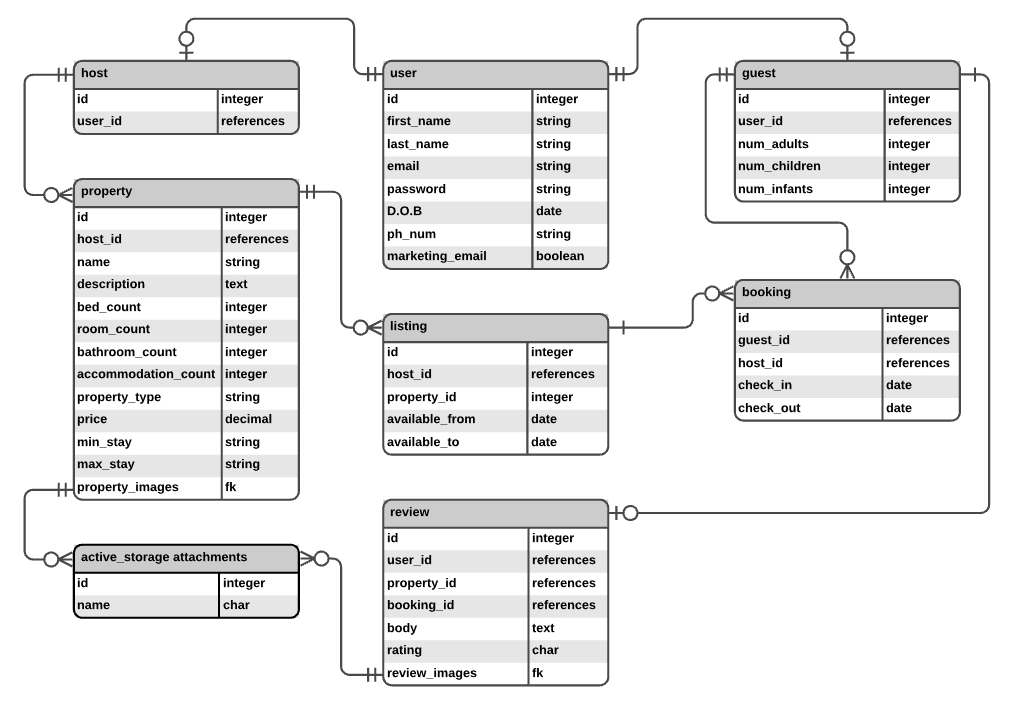 host
id integer
user_id references
user
id integer
first_name string
last_name string
email string
password string
D.O.B date
ph_num string
marketing_email boolean
guest
id integer
user_id references
num_adults integer
num_children integer
num_infants integer
property
id integer
host_id references
name string
description text
bed_count integer
room_count integer
bathroom_count integer
accommodation_count integer
property_type string
price decimal
min_stay string
max_stay string
property_images fk
listing
id integer
host_id references
property_id integer
available_from date
available_to date
booking
id integer
guest_id references
host_id references
check_in date
check_out date
active_storage attachments
id integer
name char
review
id integer
user_id references
property_id references
booking_id references
body text
rating char
review_images fk